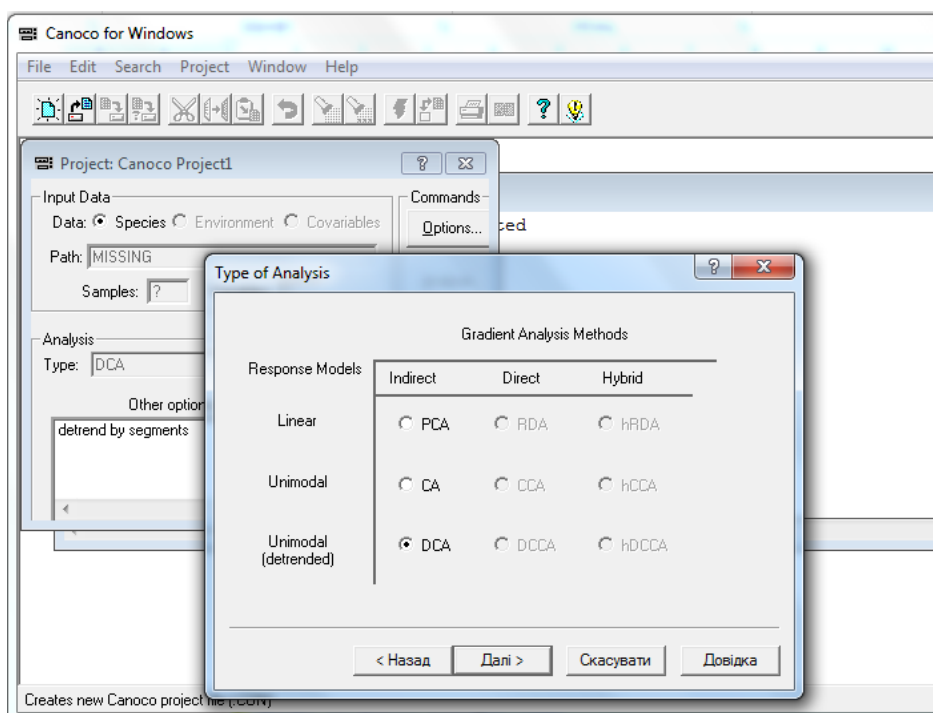 Canoco for Windows
File Edit Search Project Window Help
Project: Canoco Project1
Input Data
Commands
Data: Species Environment Covariables
Options...
Path: MISSING
Samples: ?
Analysis
Type: DCA
Other option
detrend by segments
Type of Analysis
Gradient Analysis Methods
Response Models
Indirect Direct Hybrid
Linear PCA RDA hRDA
Unimodal CA CCA hCCA
Unimodal
(detrended)
DCA DCCA hDCCA
< Назад Далі > Скасувати Довідка
Creates new Canoco project file (.CON)